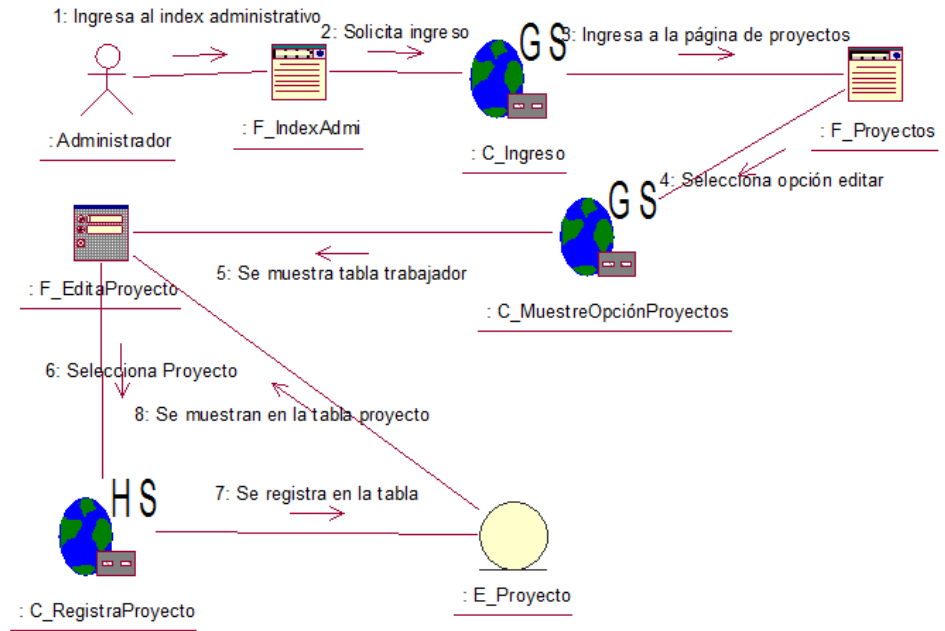 1: Ingresa al index administrativo
2: Solicita ingreso
GS
3: Ingresa a la página de proyectos
: Administrador
: F_IndexAdmi
: C_Ingreso
: F_Proyectos
4: Selecciona opción editar
GS
5: Se muestra tabla trabajador
: F_EditaProyecto
: C_MuestreOpciónProyectos
6: Selecciona Proyecto
8: Se muestran en la tabla proyecto
HS
7: Se registra en la tabla
: C_RegistraProyecto
: E_Proyecto